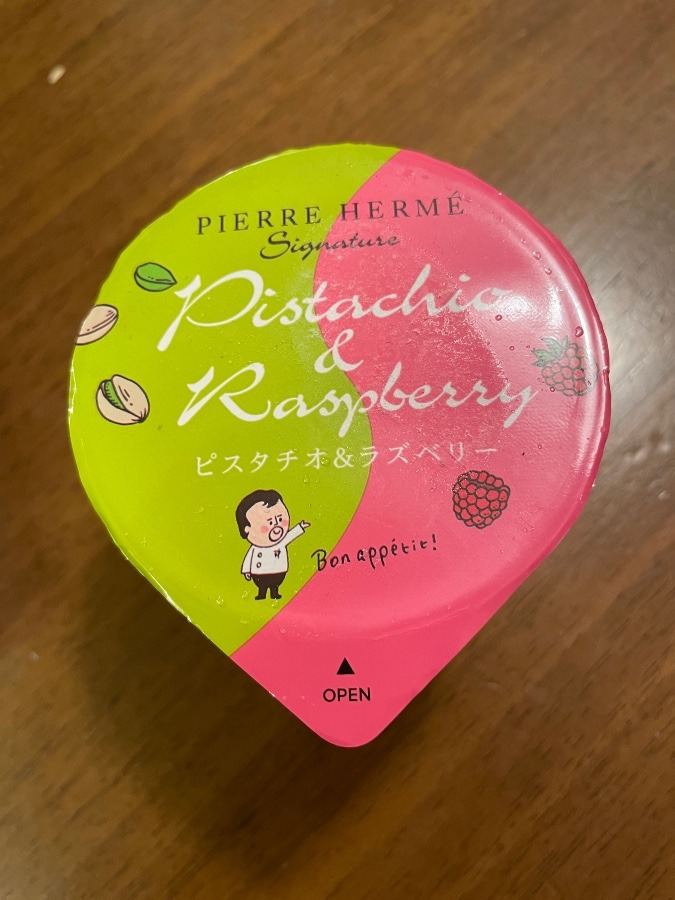 PIERRE HERMÉ
Signature
Pistachio
&
Raspberry
ピスタチオ&ラズベリー
Bon appétit!
▲
OPEN